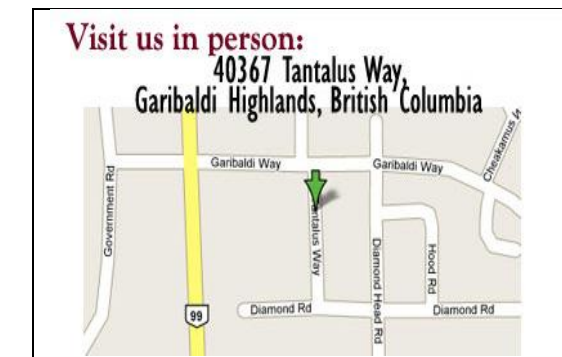 Visit us in person:
40367 Tantalus Way,
Garibaldi Highlands, British Columbia
Garibaldi Way
Garibaldi Way
Government Rd
Way
Diamond Head Rd
Hood Rd
Diamond Rd
Diamond Rd
99